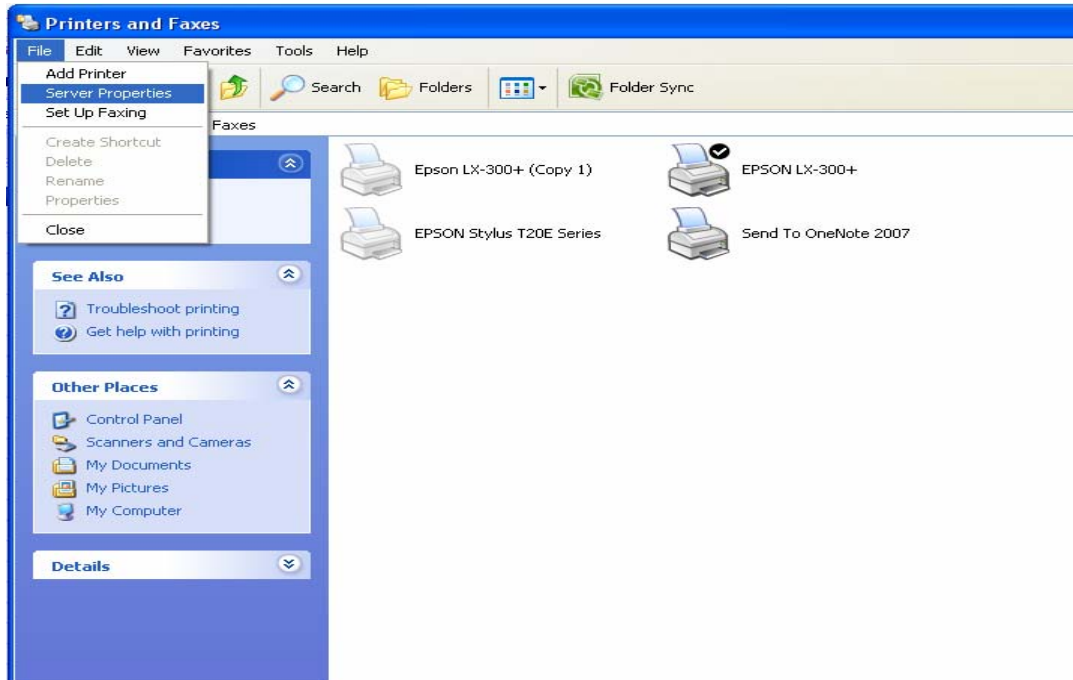 Printers and Faxes
File Edit View Favorites Tools Help
Add Printer
Server Properties
Set Up Faxing
Create Shortcut
Delete
Rename
Properties
Close
Search Folders Folder Sync
Faxes
Epson LX-300+ (Copy 1)
EPSON LX-300+
EPSON Stylus T20E Series
Send To OneNote 2007
See Also
Troubleshoot printing
Get help with printing
Other Places
Control Panel
Scanners and Cameras
My Documents
My Pictures
My Computer
Details